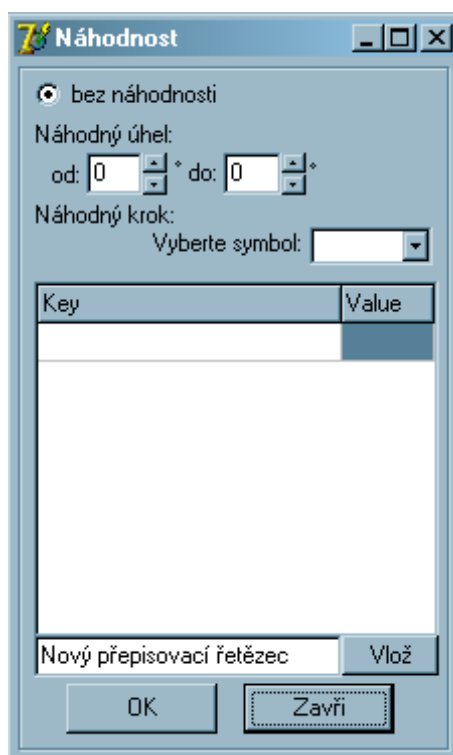 Náhodnost
bez náhodnosti
Náhodný úhel:
od: 0 ° do: 0 °
Náhodný krok:
Vyberte symbol:
Key Value
Nový přepisovací řetězec Vlož
OK Zavři